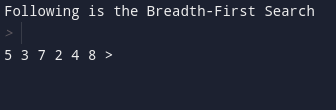 Following is the Breadth-First Search
>
5 3 7 2 4 8 >